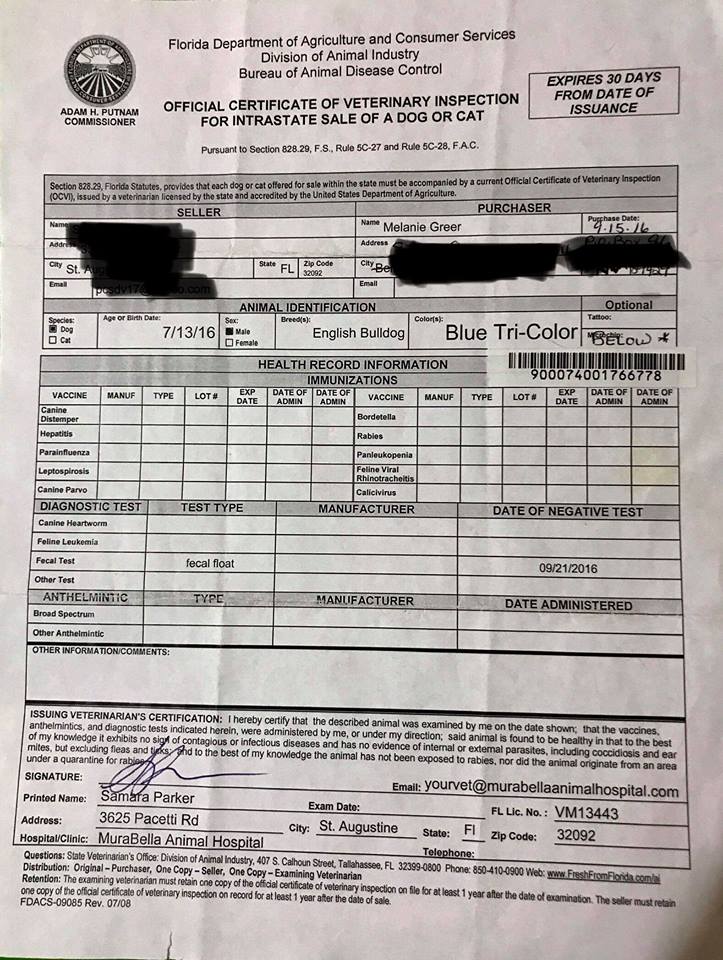 Florida Department of Agriculture and Consumer Services
Division of Animal Industry
Bureau of Animal Disease Control
ADAM H. PUTNAM
COMMISSIONER
OFFICIAL CERTIFICATE OF VETERINARY INSPECTION
FOR INTRASTATE SALE OF A DOG OR CAT
EXPIRES 30 DAYS
FROM DATE OF
ISSUANCE
Pursuant to Section 828.29, F.S., Rule 5C-27 and Rule 5C-28, F.A.C.
Section 828.29, Florida Statutes, provides that each dog or cat offered for sale within the state must be accompanied by a current Official Certificate of Veterinary Inspection
(OCVI), issued by a veterinarian licensed by the state and accredited by the United States Department of Agriculture.
SELLER PURCHASER
Name Name Melanie Greer Purchase Date: 9.15.16
Address Address
City St. State FL Zip Code 32092 City
Email Email
ANIMAL IDENTIFICATION Optional
Species: Dog Cat Age or Birth Date: 7/13/16 Sex: Male Female Breed(s): English Bulldog Color(s): Blue Tri-Color Tattoo: BELOW *
900074001766778
HEALTH RECORD INFORMATION
IMMUNIZATIONS
VACCINE MANUF TYPE LOT # EXP DATE DATE OF ADMIN DATE OF ADMIN VACCINE MANUF TYPE LOT # EXP DATE DATE OF ADMIN DATE OF ADMIN
Canine Distemper Bordetella
Hepatitis Rabies
Parainfluenza Panleukopenia
Leptospirosis Feline Viral Rhinotracheitis
Canine Parvo Calicivirus
DIAGNOSTIC TEST TEST TYPE MANUFACTURER DATE OF NEGATIVE TEST
Canine Heartworm
Feline Leukemia
Fecal Test fecal float 09/21/2016
Other Test
ANTHELMINTIC TYPE MANUFACTURER DATE ADMINISTERED
Broad Spectrum
Other Anthelmintic
OTHER INFORMATION/COMMENTS:
ISSUING VETERINARIAN'S CERTIFICATION: I hereby certify that the described animal was examined by me on the date shown; that the vaccines,
anthelmintics, and diagnostic tests indicated herein, were administered by me, or under my direction; said animal is found to be healthy in that to the best
of my knowledge it exhibits no sign of contagious or infectious diseases and has no evidence of internal or external parasites, including coccidiosis and ear
mites, but excluding fleas and ticks; and to the best of my knowledge the animal has not been exposed to rabies, nor did the animal originate from an area
under a quarantine for rabies.
SIGNATURE: Email: yourvet@murabellaanimalhospital.com
Printed Name: Samara Parker Exam Date: FL Lic. No.: VM13443
Address: 3625 Pacetti Rd City: St. Augustine State: Fl Zip Code: 32092
Hospital/Clinic: MuraBella Animal Hospital Telephone:
Questions: State Veterinarian's Office: Division of Animal Industry, 407 S. Calhoun Street, Tallahassee, FL 32399-0800 Phone: 850-410-0900 Web: www.FreshFromFlorida.com/ai
Distribution: Original – Purchaser, One Copy – Seller, One Copy – Examining Veterinarian
Retention: The examining veterinarian must retain one copy of the official certificate of veterinary inspection on file for at least 1 year after the date of examination. The seller must retain
one copy of the official certificate of veterinary inspection on record for at least 1 year after the date of sale.
FDACS-09085 Rev. 07/08